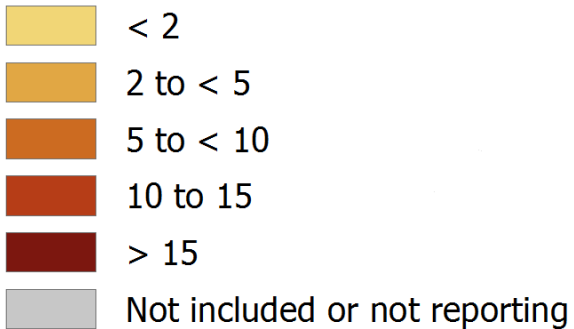 < 2
2 to < 5
5 to < 10
10 to 15
> 15
Not included or not reporting